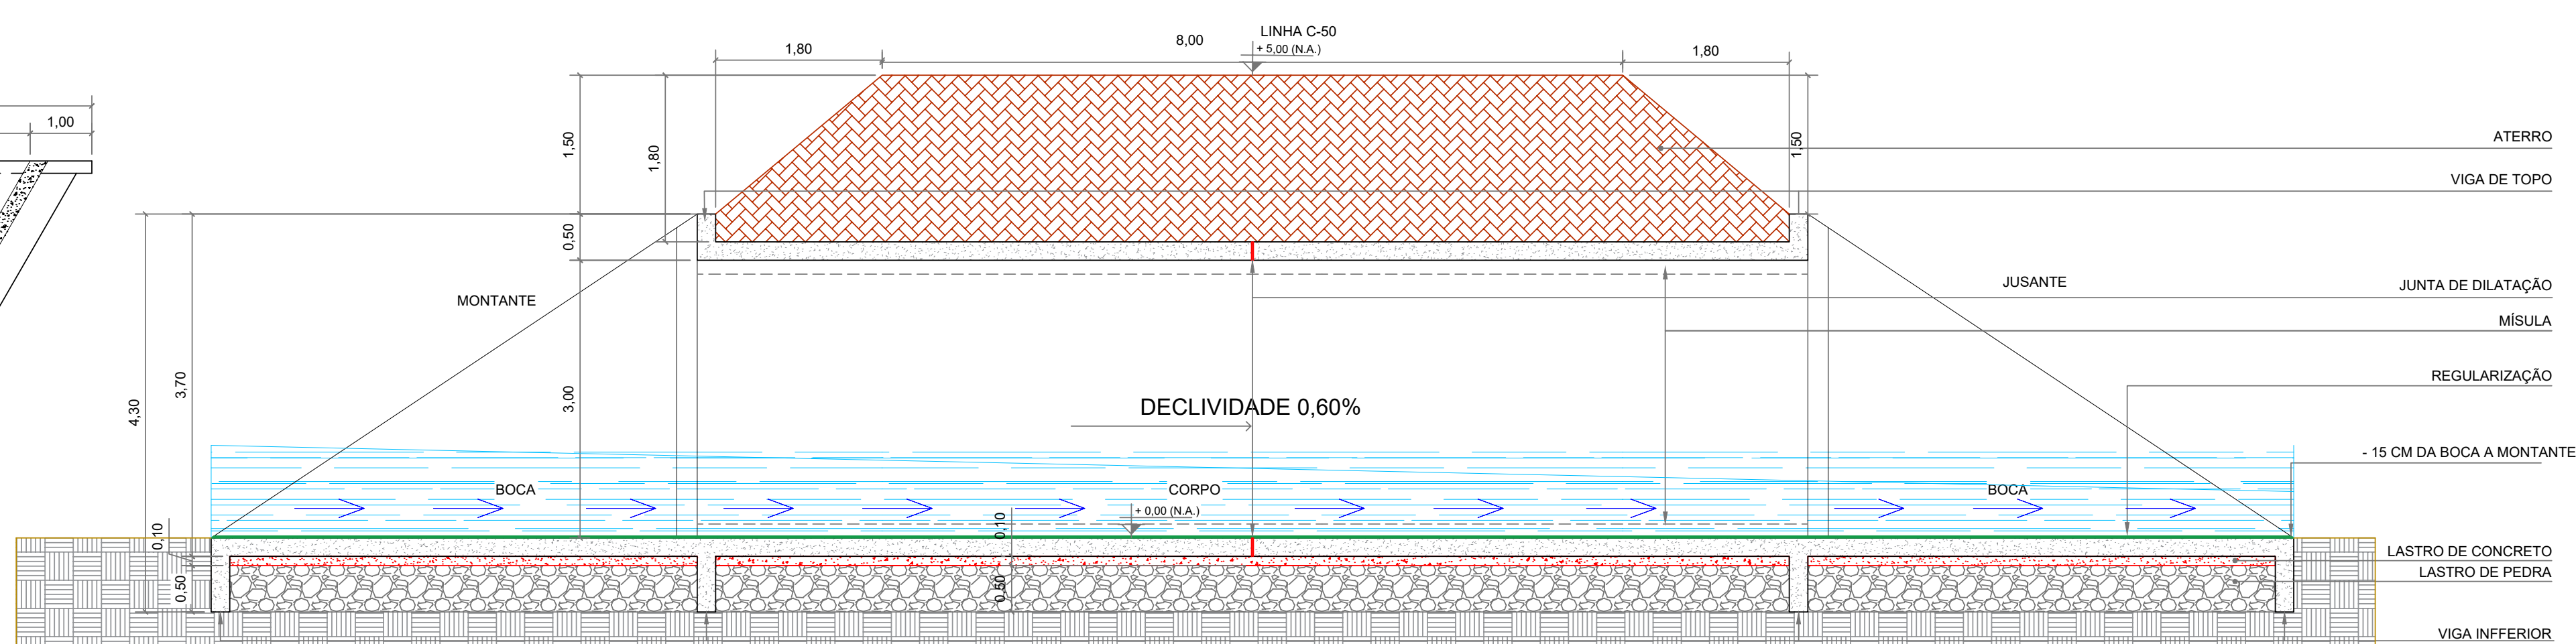 LINHA C-50
1,80
8,00
+ 5,00 (N.A.)
1,80
1,00
1,50
1,80
1,50
ATERRO
VIGA DE TOPO
0,50
MONTANTE
JUSANTE
JUNTA DE DILATAÇÃO
MÍSULA
4,30
3,70
3,00
REGULARIZAÇÃO
DECLIVIDADE 0,60%
- 15 CM DA BOCA A MONTANTE
BOCA
CORPO
BOCA
+ 0,00 (N.A.)
0,10
0,10
LASTRO DE CONCRETO
LASTRO DE PEDRA
0,50
0,50
VIGA INFFERIOR